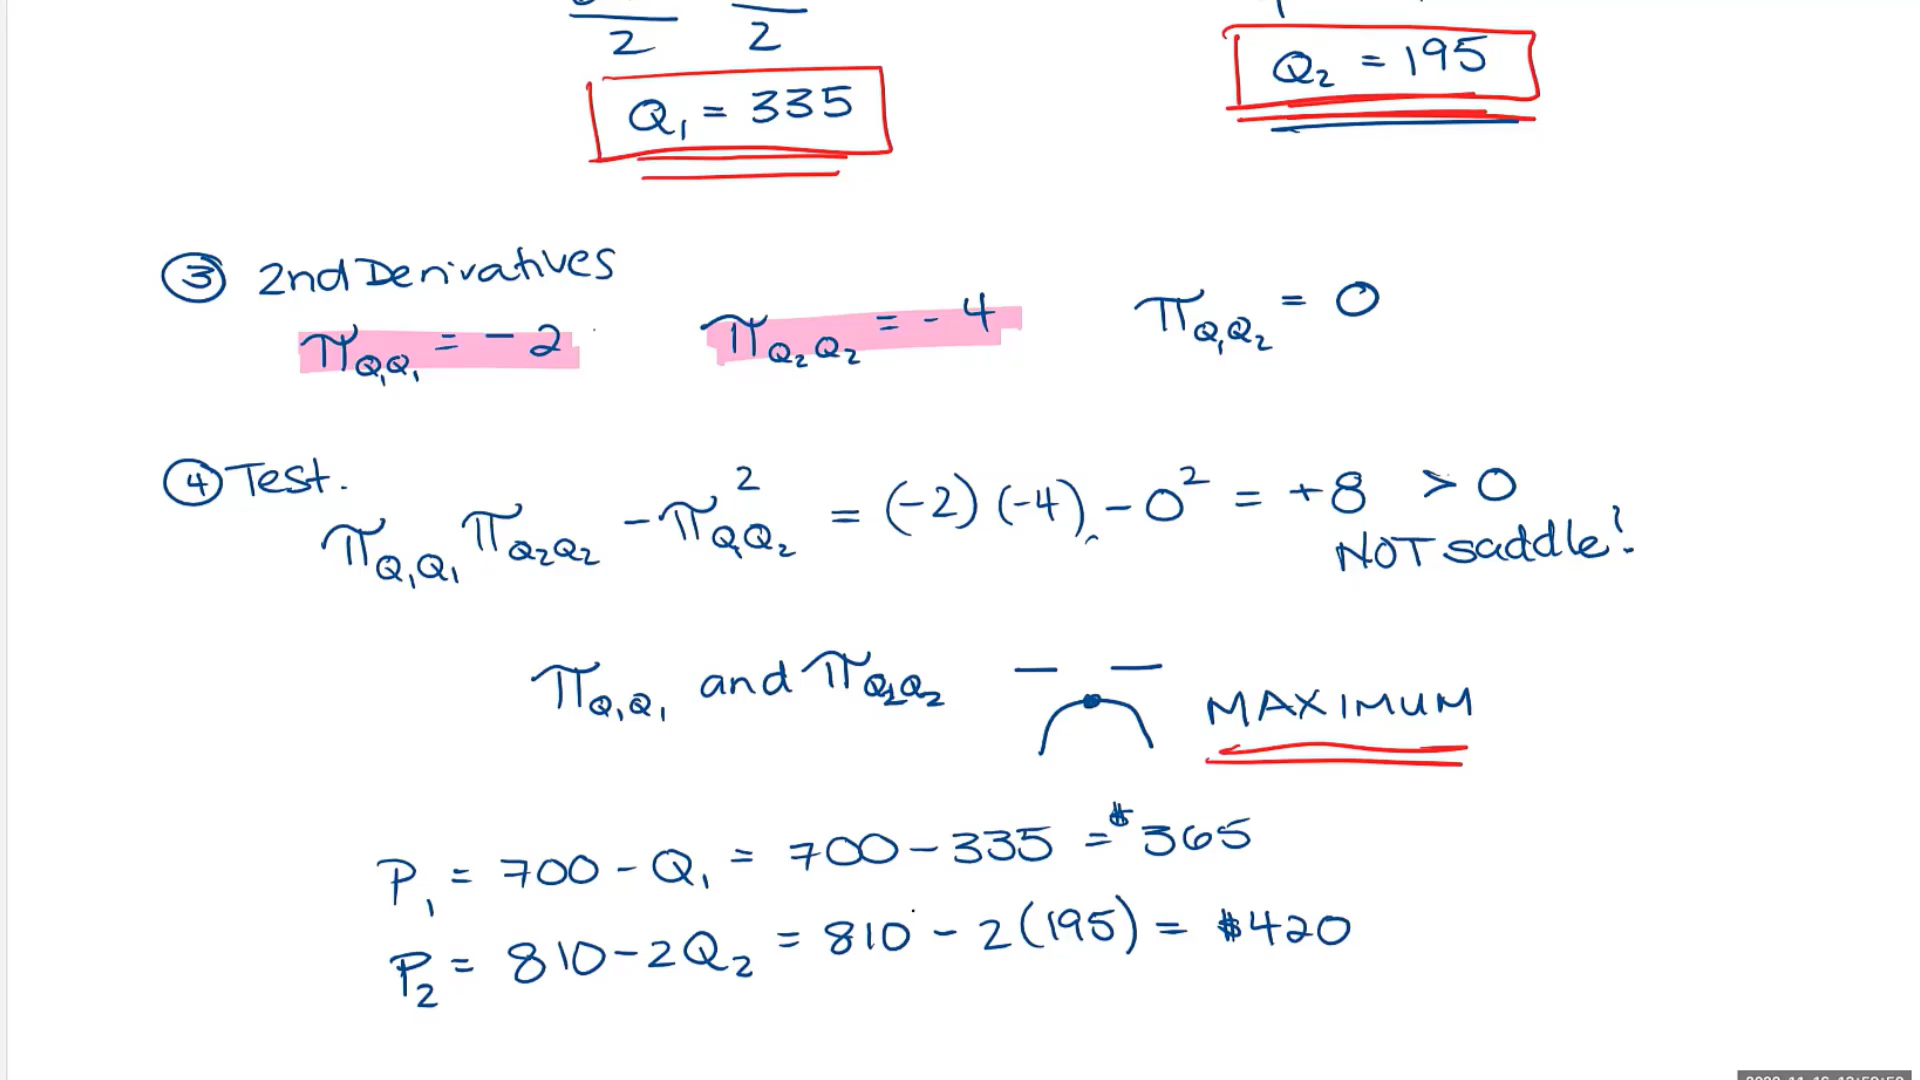 2 2
Q₁ = 335
Q₂ = 195
③ 2nd Derivatives
π_Q₁Q₁ = -2 π_Q₂Q₂ = -4 π_Q₁Q₂ = 0
④ Test.
π_Q₁Q₁ π_Q₂Q₂ - π_Q₁Q₂² = (-2)(-4) - 0² = +8 > 0
NOT saddle!
π_Q₁Q₁ and π_Q₂Q₂ — — MAXIMUM
P₁ = 700 - Q₁ = 700 - 335 = $365
P₂ = 810 - 2Q₂ = 810 - 2(195) = $420